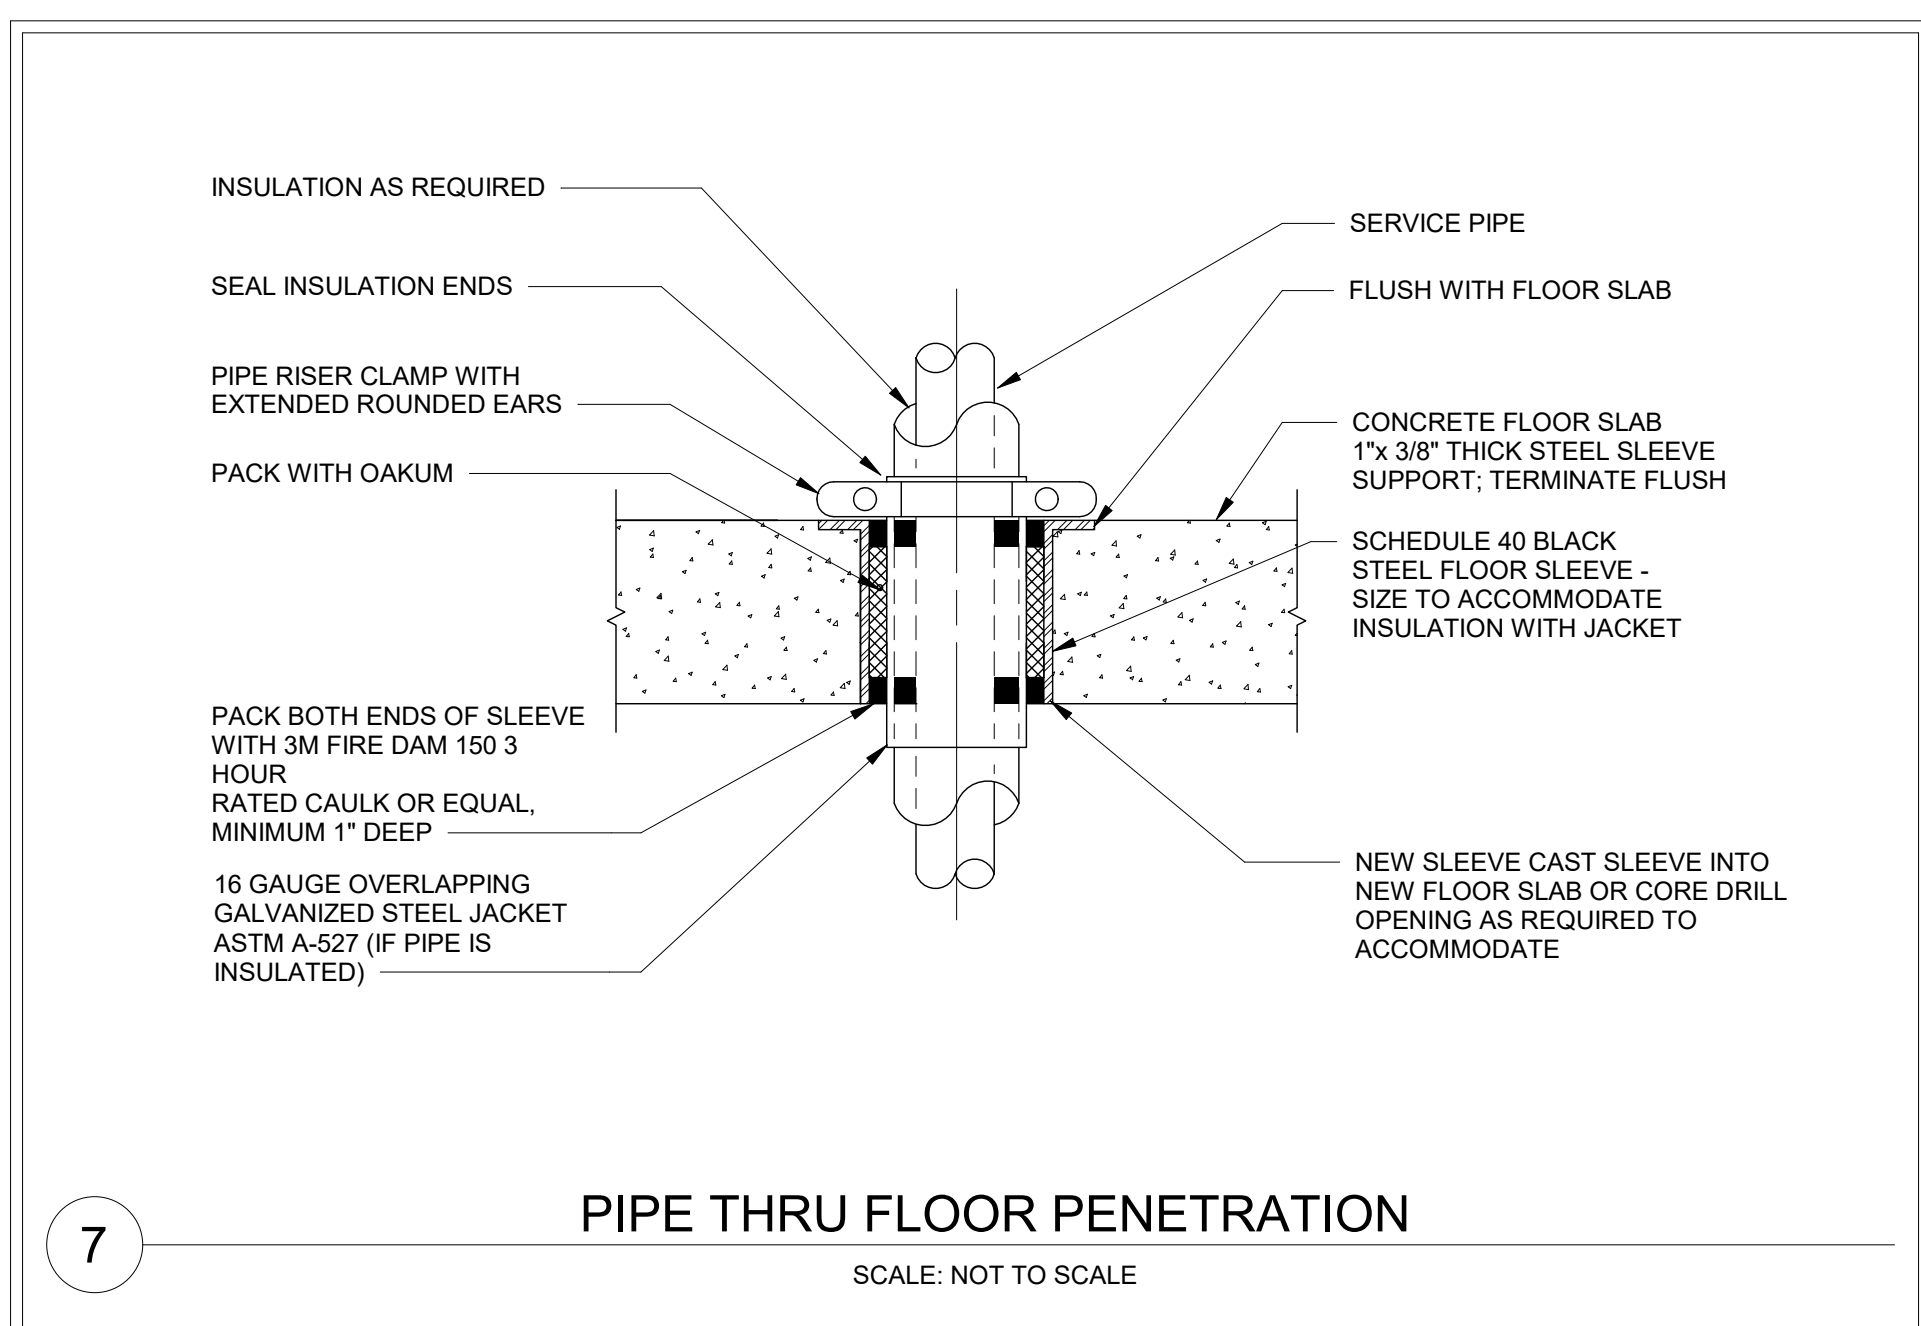 INSULATION AS REQUIRED
SEAL INSULATION ENDS
PIPE RISER CLAMP WITH
EXTENDED ROUNDED EARS
PACK WITH OAKUM
PACK BOTH ENDS OF SLEEVE
WITH 3M FIRE DAM 150 3
HOUR
RATED CAULK OR EQUAL,
MINIMUM 1" DEEP
16 GAUGE OVERLAPPING
GALVANIZED STEEL JACKET
ASTM A-527 (IF PIPE IS
INSULATED)
SERVICE PIPE
FLUSH WITH FLOOR SLAB
CONCRETE FLOOR SLAB
1"x 3/8" THICK STEEL SLEEVE
SUPPORT; TERMINATE FLUSH
SCHEDULE 40 BLACK
STEEL FLOOR SLEEVE -
SIZE TO ACCOMMODATE
INSULATION WITH JACKET
NEW SLEEVE CAST SLEEVE INTO
NEW FLOOR SLAB OR CORE DRILL
OPENING AS REQUIRED TO
ACCOMMODATE
7
PIPE THRU FLOOR PENETRATION
SCALE: NOT TO SCALE